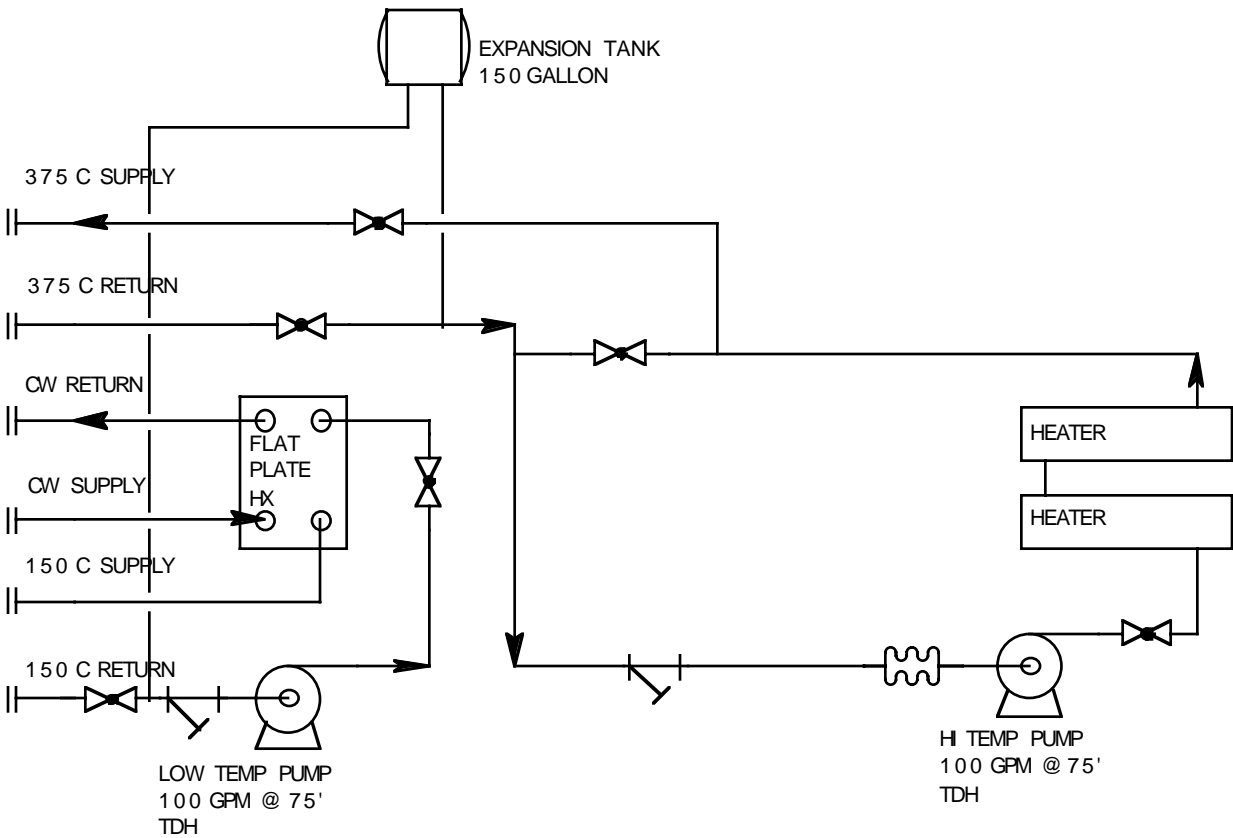 EXPANSION TANK
150 GALLON
375 C SUPPLY
375 C RETURN
CW RETURN
FLAT
PLATE
HX
CW SUPPLY
150 C SUPPLY
150 C RETURN
LOW TEMP PUMP
100 GPM @ 75'
TDH
HEATER
HEATER
HI TEMP PUMP
100 GPM @ 75'
TDH